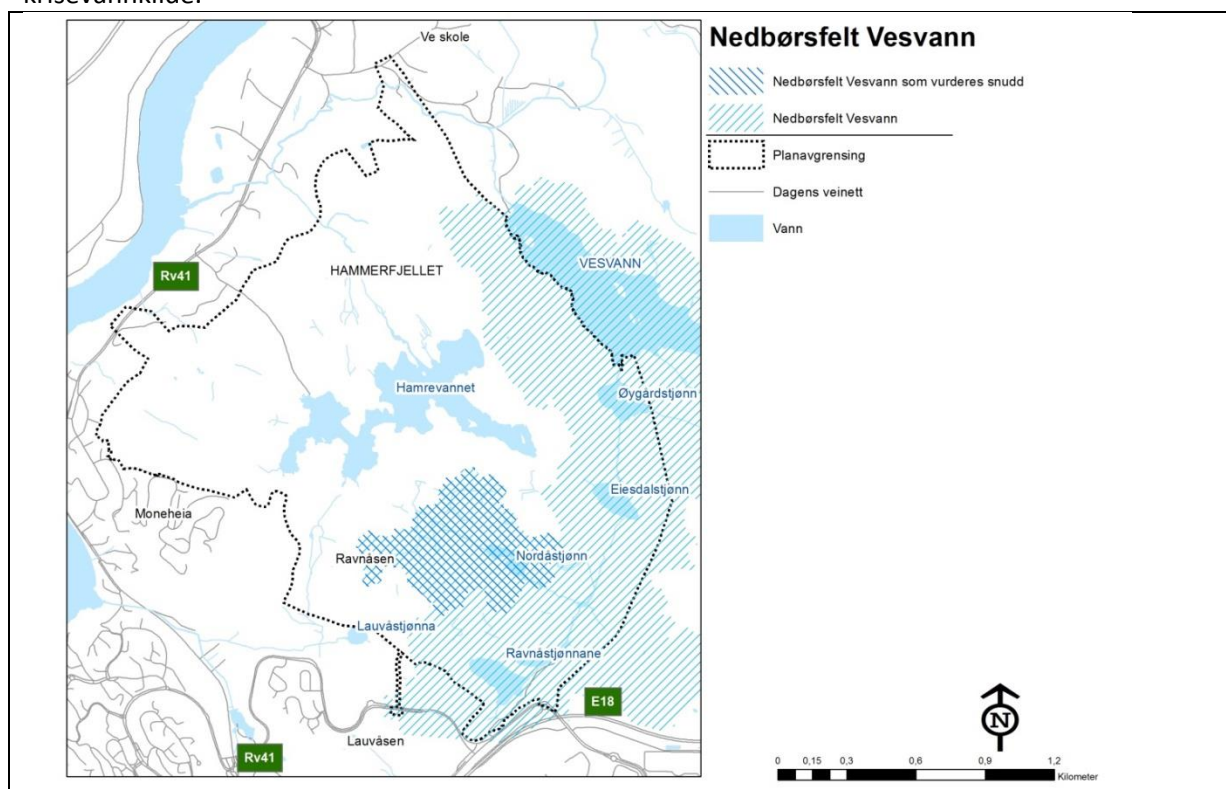 krisevannkilde.
Nedbørsfelt Vesvann
Nedbørsfelt Vesvann som vurderes snudd
Nedbørsfelt Vesvann
Planavgrensing
Dagens veinett
Vann
Ve skole
VESVANN
HAMMERFJELLET
Rv41
Hamrevannet
Øygårdstjønn
Eiesdalstjønn
Moneheia
Ravnåsen
Nordåstjønn
Lauvåstjønna
Ravnåstjønnane
E18
Lauvåsen
Rv41
N
0 0,15 0,3 0,6 0,9 1,2
Kilometer